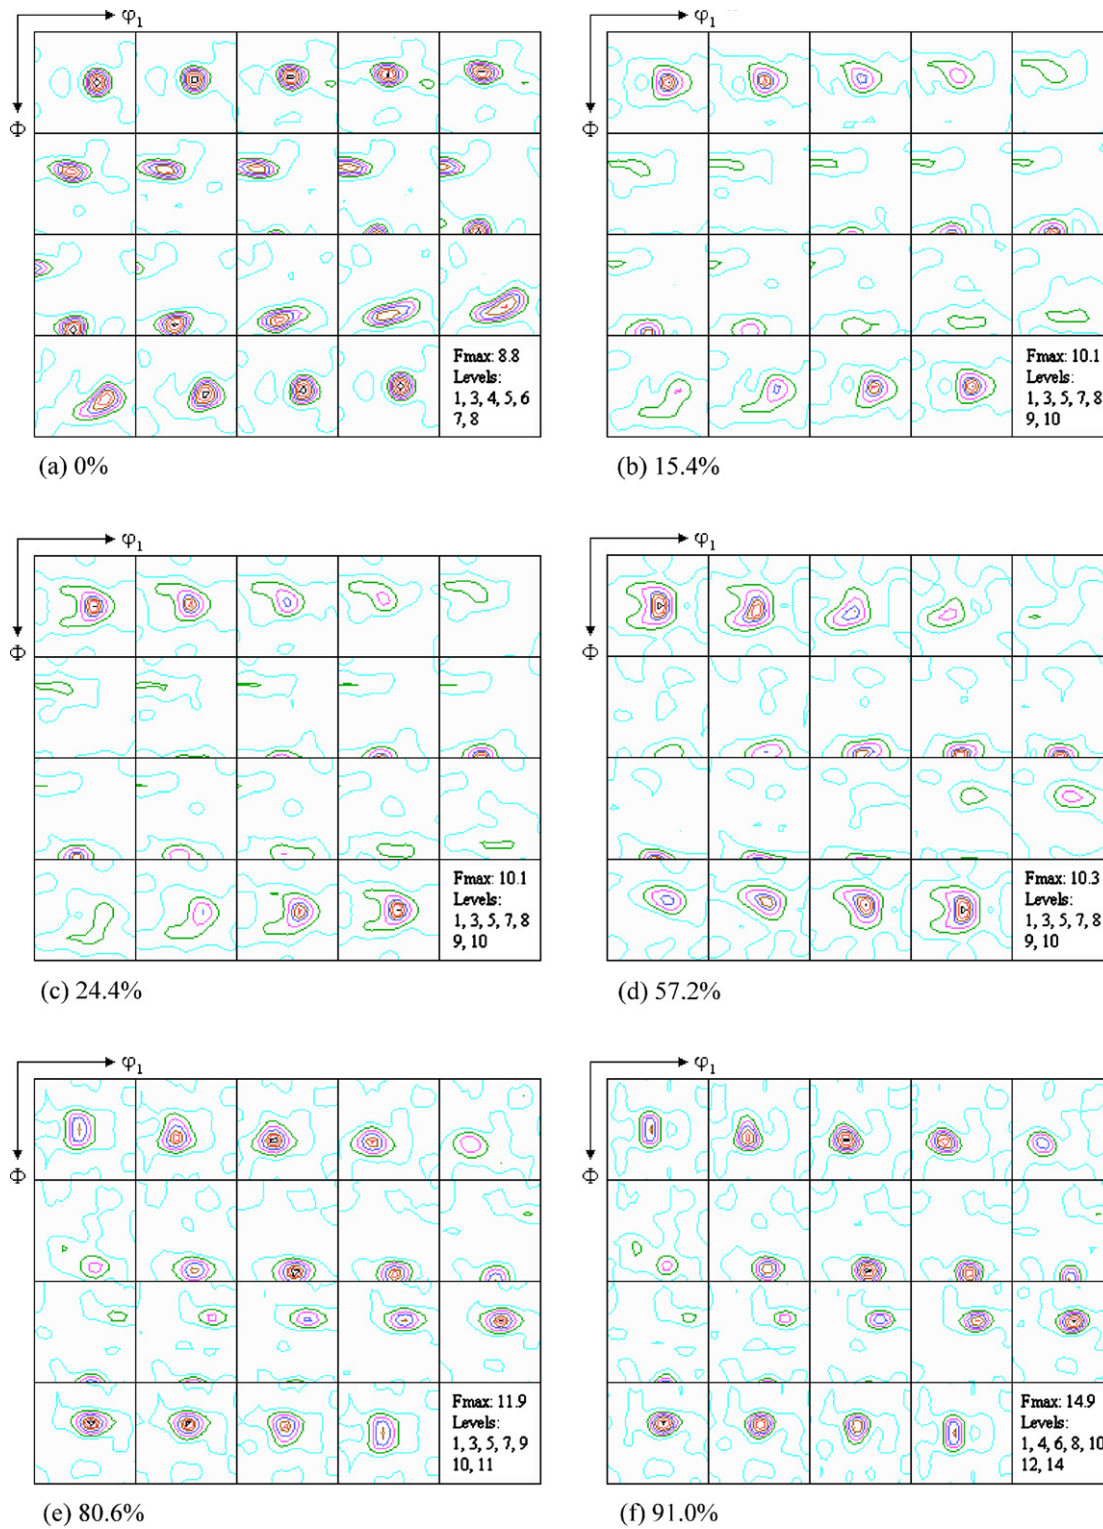 φ1
φ1
Φ
Φ
Fmax: 8.8
Levels:
1, 3, 4, 5, 6
7, 8
Fmax: 10.1
Levels:
1, 3, 5, 7, 8
9, 10
(a) 0%
(b) 15.4%
φ1
φ1
Φ
Φ
Fmax: 10.1
Levels:
1, 3, 5, 7, 8
9, 10
Fmax: 10.3
Levels:
1, 3, 5, 7, 8
9, 10
(c) 24.4%
(d) 57.2%
φ1
φ1
Φ
Φ
Fmax: 11.9
Levels:
1, 3, 5, 7, 9
10, 11
Fmax: 14.9
Levels:
1, 4, 6, 8, 10
12, 14
(e) 80.6%
(f) 91.0%